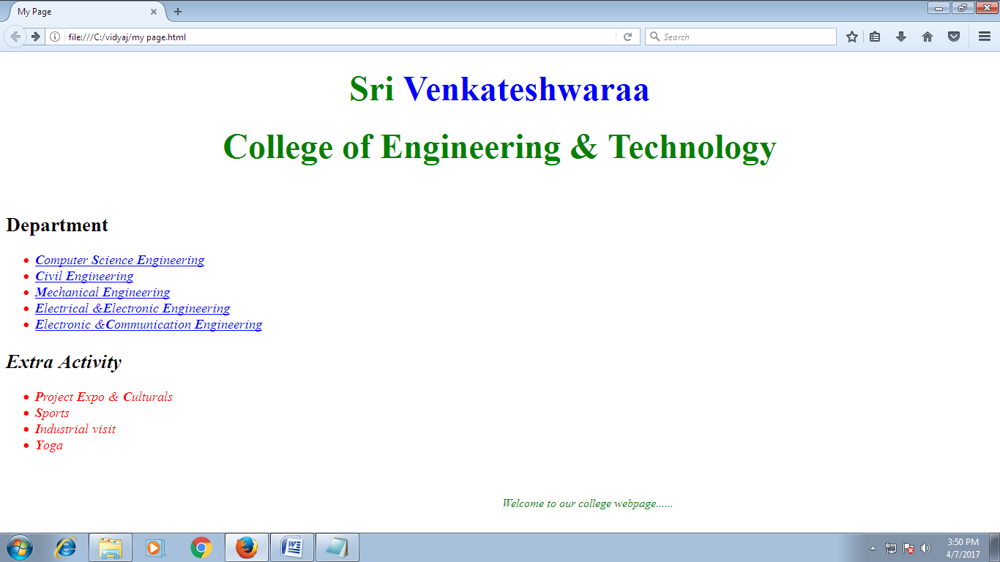 My Page
file:///C:/vidyaj/my page.html
Search
Sri Venkateshwaraa
College of Engineering & Technology
Department
Computer Science Engineering
Civil Engineering
Mechanical Engineering
Electrical &Electronic Engineering
Electronic &Communication Engineering
Extra Activity
Project Expo & Culturals
Sports
Industrial visit
Yoga
Welcome to our college webpage......
3:50 PM
4/7/2017